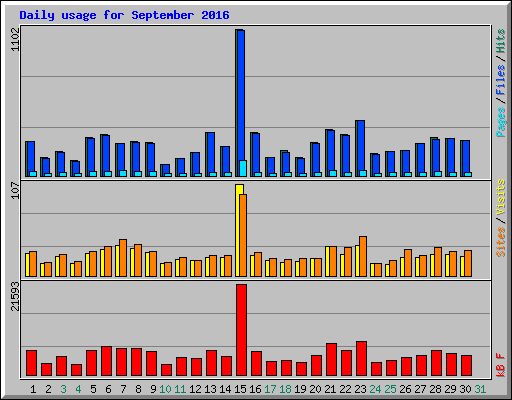 Daily usage for September 2016
1102
Pages / Files / Hits
107
Sites / Visits
21593
kB F
1 2 3 4 5 6 7 8 9 10 11 12 13 14 15 16 17 18 19 20 21 22 23 24 25 26 27 28 29 30 31